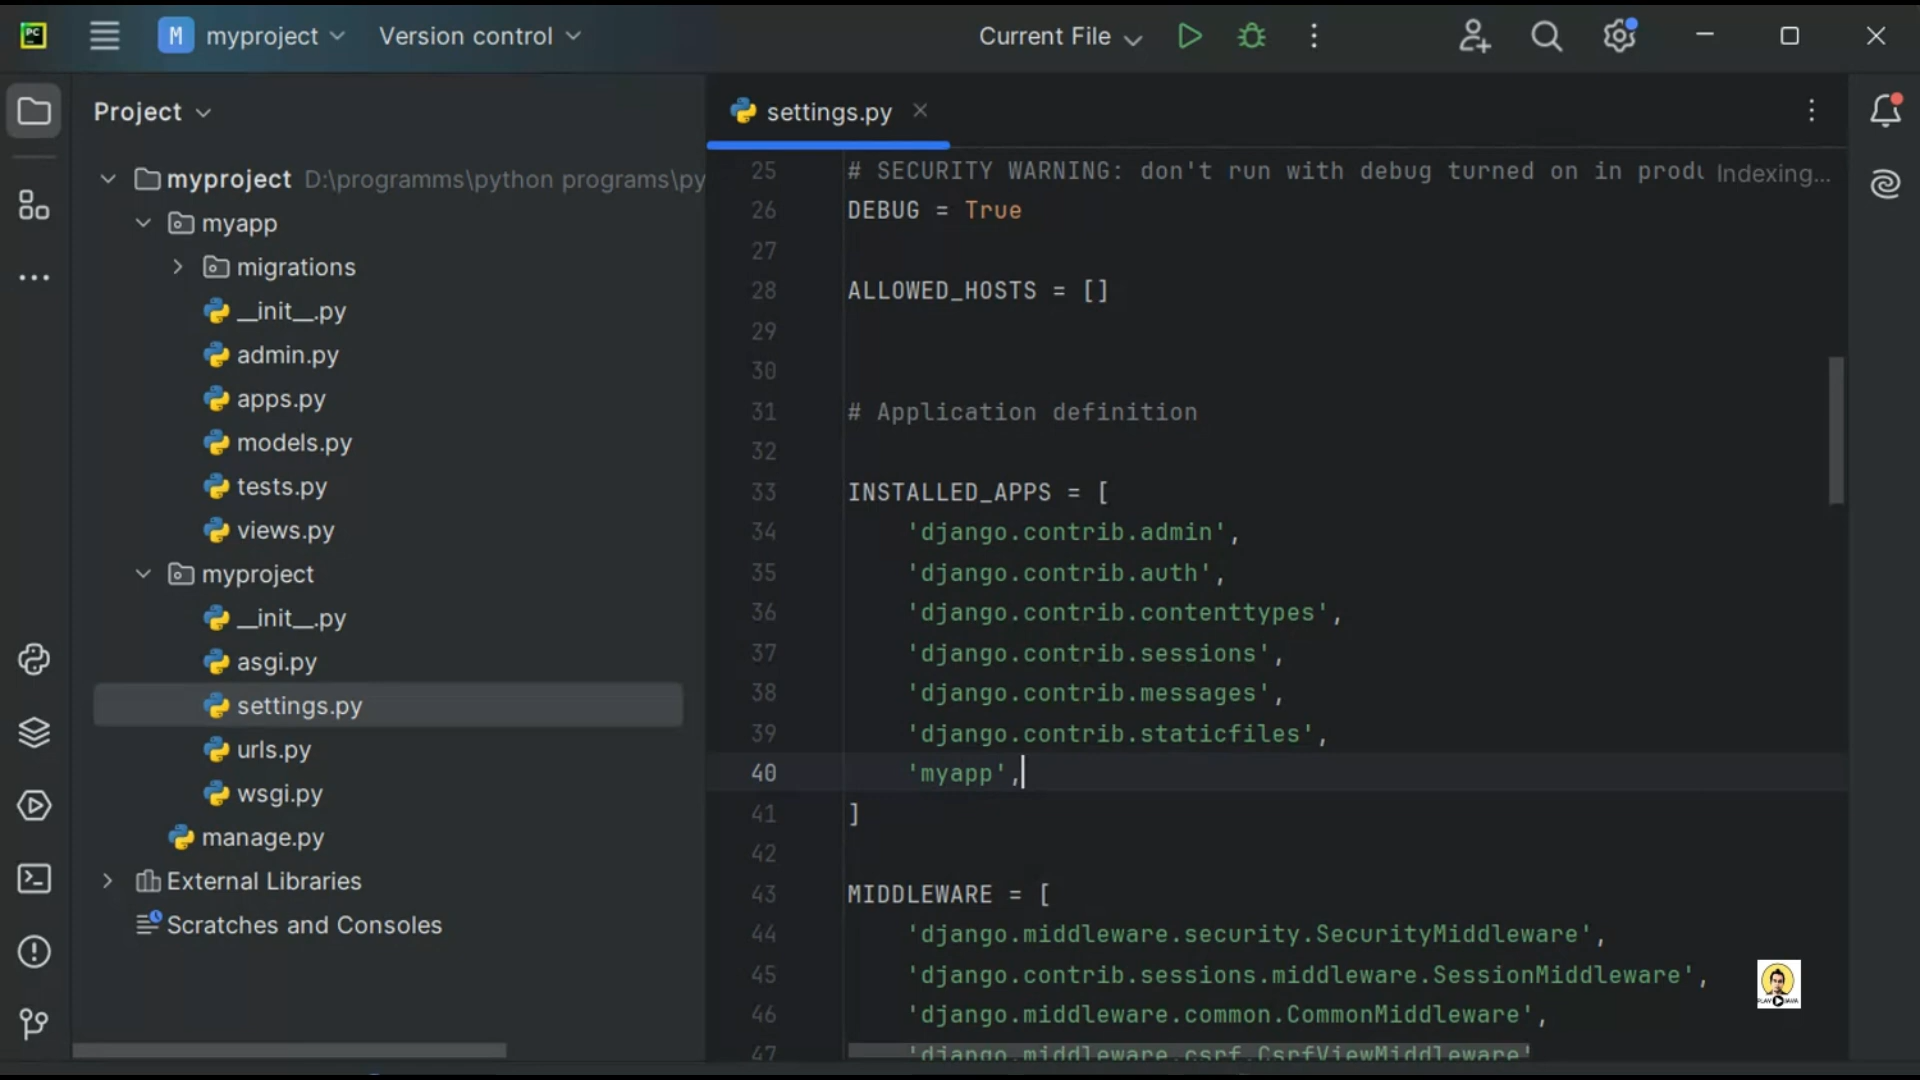 PC
M myproject Version control Current File
Project
settings.py
myproject D:\programms\python programs\py
myapp
migrations
__init__.py
admin.py
apps.py
models.py
tests.py
views.py
myproject
__init__.py
asgi.py
settings.py
urls.py
wsgi.py
manage.py
External Libraries
Scratches and Consoles
25 # SECURITY WARNING: don't run with debug turned on in produ Indexing...
26 DEBUG = True
27
28 ALLOWED_HOSTS = []
29
30
31 # Application definition
32
33 INSTALLED_APPS = [
34 'django.contrib.admin',
35 'django.contrib.auth',
36 'django.contrib.contenttypes',
37 'django.contrib.sessions',
38 'django.contrib.messages',
39 'django.contrib.staticfiles',
40 'myapp',
41 ]
42
43 MIDDLEWARE = [
44 'django.middleware.security.SecurityMiddleware',
45 'django.contrib.sessions.middleware.SessionMiddleware',
46 'django.middleware.common.CommonMiddleware',
47 'django.middleware.csrf.CsrfViewMiddleware'
PLAY JAVA